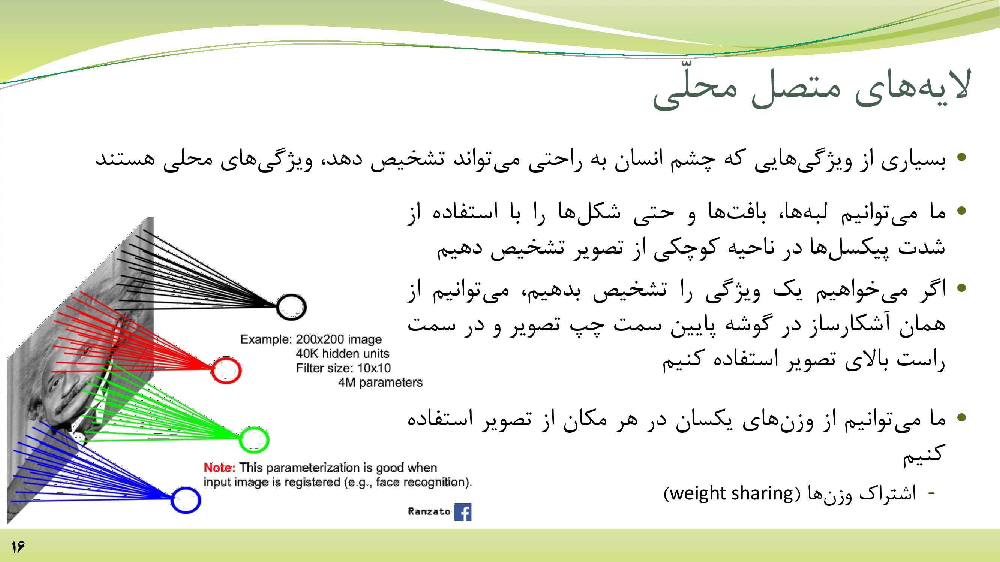 لایه‌های متصل محلّی
بسیاری از ویژگی‌هایی که چشم انسان به راحتی می‌تواند تشخیص دهد، ویژگی‌های محلی هستند
ما می‌توانیم لبه‌ها، بافت‌ها و حتی شکل‌ها را با استفاده از
شدت پیکسل‌ها در ناحیه کوچکی از تصویر تشخیص دهیم
اگر می‌خواهیم یک ویژگی را تشخیص بدهیم، می‌توانیم از
همان آشکارساز در گوشه پایین سمت چپ تصویر و در سمت
راست بالای تصویر استفاده کنیم
ما می‌توانیم از وزن‌های یکسان در هر مکان از تصویر استفاده
کنیم
- اشتراک وزن‌ها (weight sharing)
Example: 200x200 image
40K hidden units
Filter size: 10x10
4M parameters
Note: This parameterization is good when
input image is registered (e.g., face recognition).
Ranzato f
۱۶